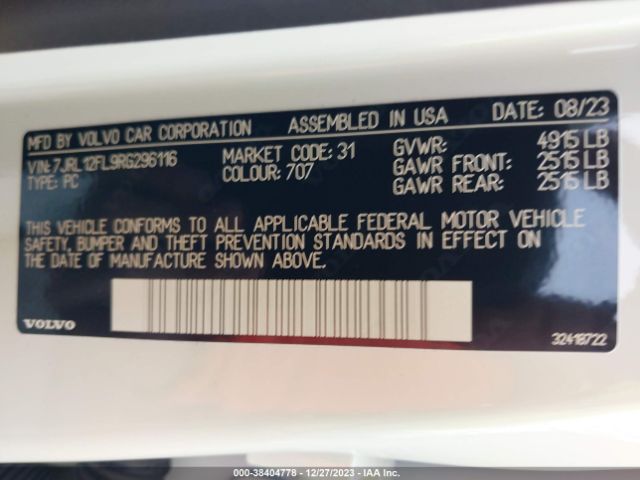 MFD BY VOLVO CAR CORPORATION ASSEMBLED IN USA DATE: 08/23
VIN: 7JRL12FL9RG296116 MARKET CODE: 31 GVWR: 4915 LB
TYPE: PC COLOUR: 707 GAWR FRONT: 2515 LB
GAWR REAR: 2515 LB
THIS VEHICLE CONFORMS TO ALL APPLICABLE FEDERAL MOTOR VEHICLE
SAFETY, BUMPER AND THEFT PREVENTION STANDARDS IN EFFECT ON
THE DATE OF MANUFACTURE SHOWN ABOVE.
VOLVO 32418722
000-38404778 - 12/27/2023 - IAAI.COM